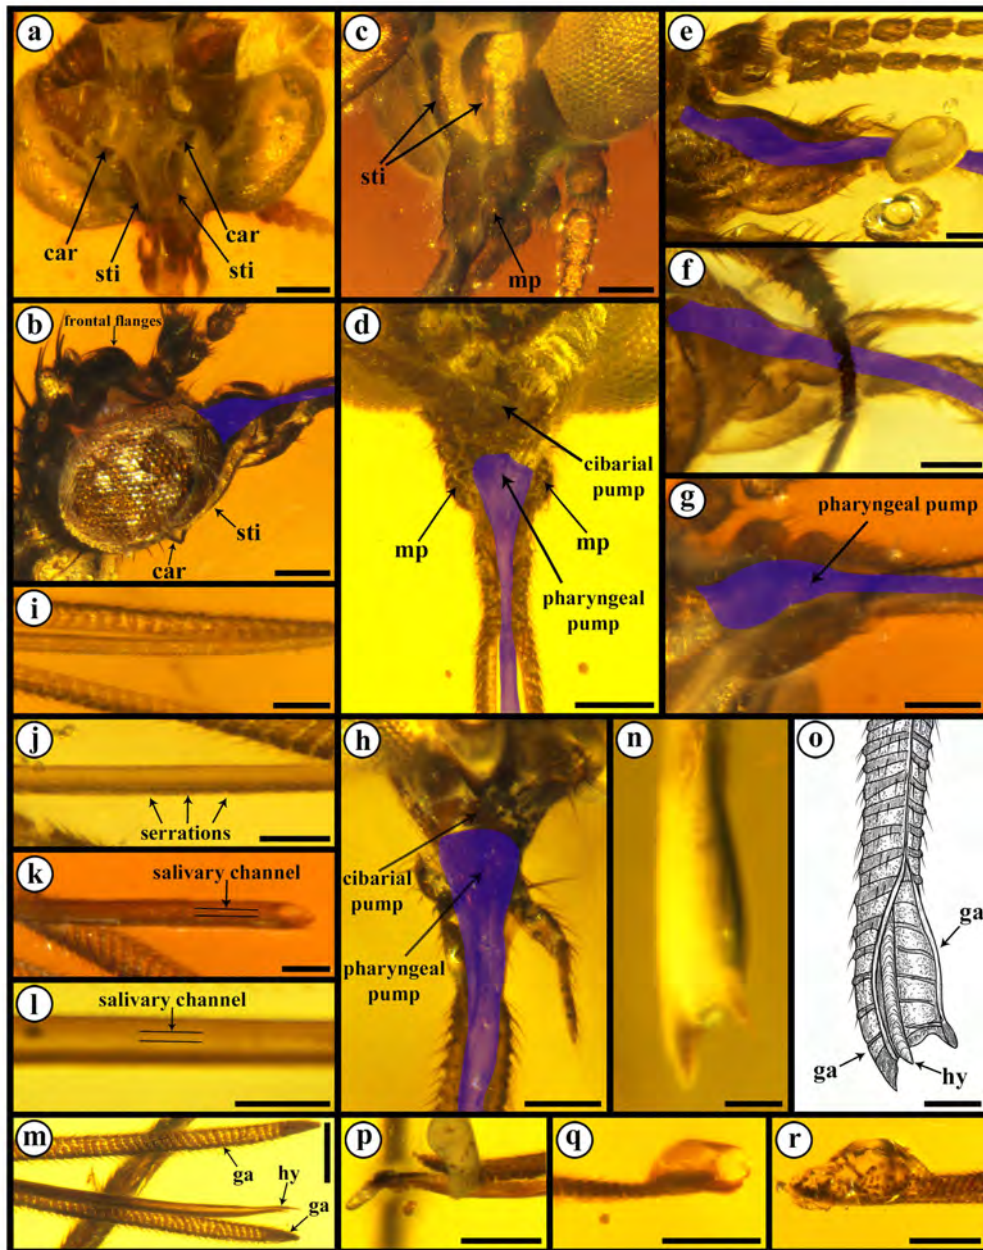 a
car
sti
car
sti
b
frontal flanges
sti
car
c
sti
mp
d
cibarial
pump
mp
mp
pharyngeal
pump
e
f
g
pharyngeal pump
i
j
serrations
k
salivary channel
l
salivary channel
m
ga
hy
ga
h
cibarial
pump
pharyngeal
pump
n
o
ga
ga
hy
p
q
r